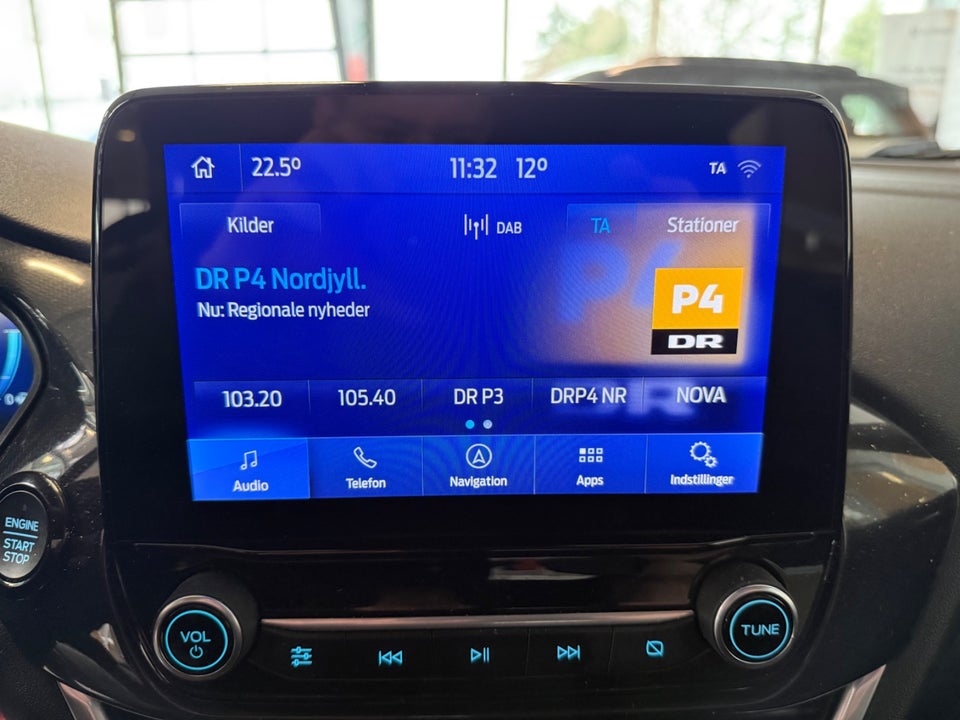 22.5° 11:32 12° TA
Kilder DAB TA Stationer
DR P4 Nordjyll.
Nu: Regionale nyheder
P4
DR
103.20 105.40 DR P3 DRP4 NR NOVA
Audio Telefon Navigation Apps Indstillinger
ENGINE
START
STOP
VOL
TUNE